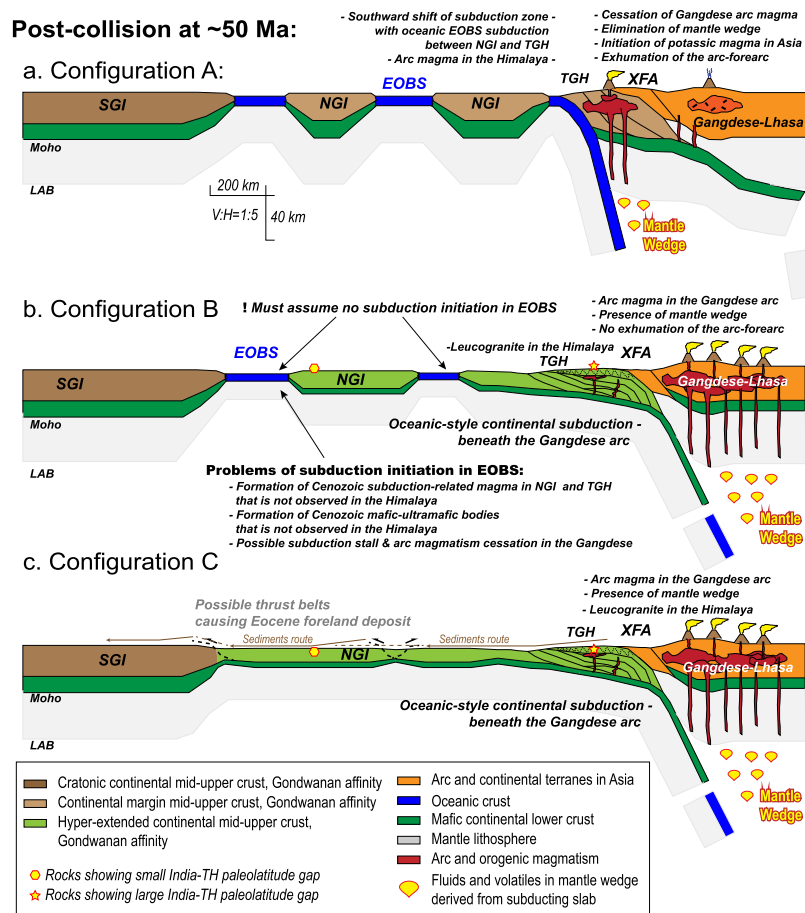 Post-collision at ~50 Ma:
- Southward shift of subduction zone -
with oceanic EOBS subduction
between NGI and TGH
- Arc magma in the Himalaya -
- Cessation of Gangdese arc magma
- Elimination of mantle wedge
- Initiation of potassic magma in Asia
- Exhumation of the arc-forearc
a. Configuration A:
EOBS
TGH
XFA
SGI
NGI
NGI
Gangdese-Lhasa
Moho
LAB
200 km
V:H=1:5
40 km
Mantle
Wedge
b. Configuration B
! Must assume no subduction initiation in EOBS
- Arc magma in the Gangdese arc
- Presence of mantle wedge
- No exhumation of the arc-forearc
EOBS
-Leucogranite in the Himalaya
TGH
XFA
SGI
NGI
Gangdese-Lhasa
Moho
Oceanic-style continental subduction -
beneath the Gangdese arc
LAB
Problems of subduction initiation in EOBS:
- Formation of Cenozoic subduction-related magma in NGI and TGH
that is not observed in the Himalaya
- Formation of Cenozoic mafic-ultramafic bodies
that is not observed in the Himalaya
- Possible subduction stall & arc magmatism cessation in the Gangdese
Mantle
Wedge
c. Configuration C
- Arc magma in the Gangdese arc
- Presence of mantle wedge
- Leucogranite in the Himalaya
Possible thrust belts
causing Eocene foreland deposit
Sediments route
Sediments route
TGH
XFA
SGI
NGI
Gangdese-Lhasa
Moho
Oceanic-style continental subduction -
beneath the Gangdese arc
LAB
Mantle
Wedge
Cratonic continental mid-upper crust, Gondwanan affinity
Continental margin mid-upper crust, Gondwanan affinity
Hyper-extended continental mid-upper crust,
Gondwanan affinity
Rocks showing small India-TH paleolatitude gap
Rocks showing large India-TH paleolatitude gap
Arc and continental terranes in Asia
Oceanic crust
Mafic continental lower crust
Mantle lithosphere
Arc and orogenic magmatism
Fluids and volatiles in mantle wedge
derived from subducting slab